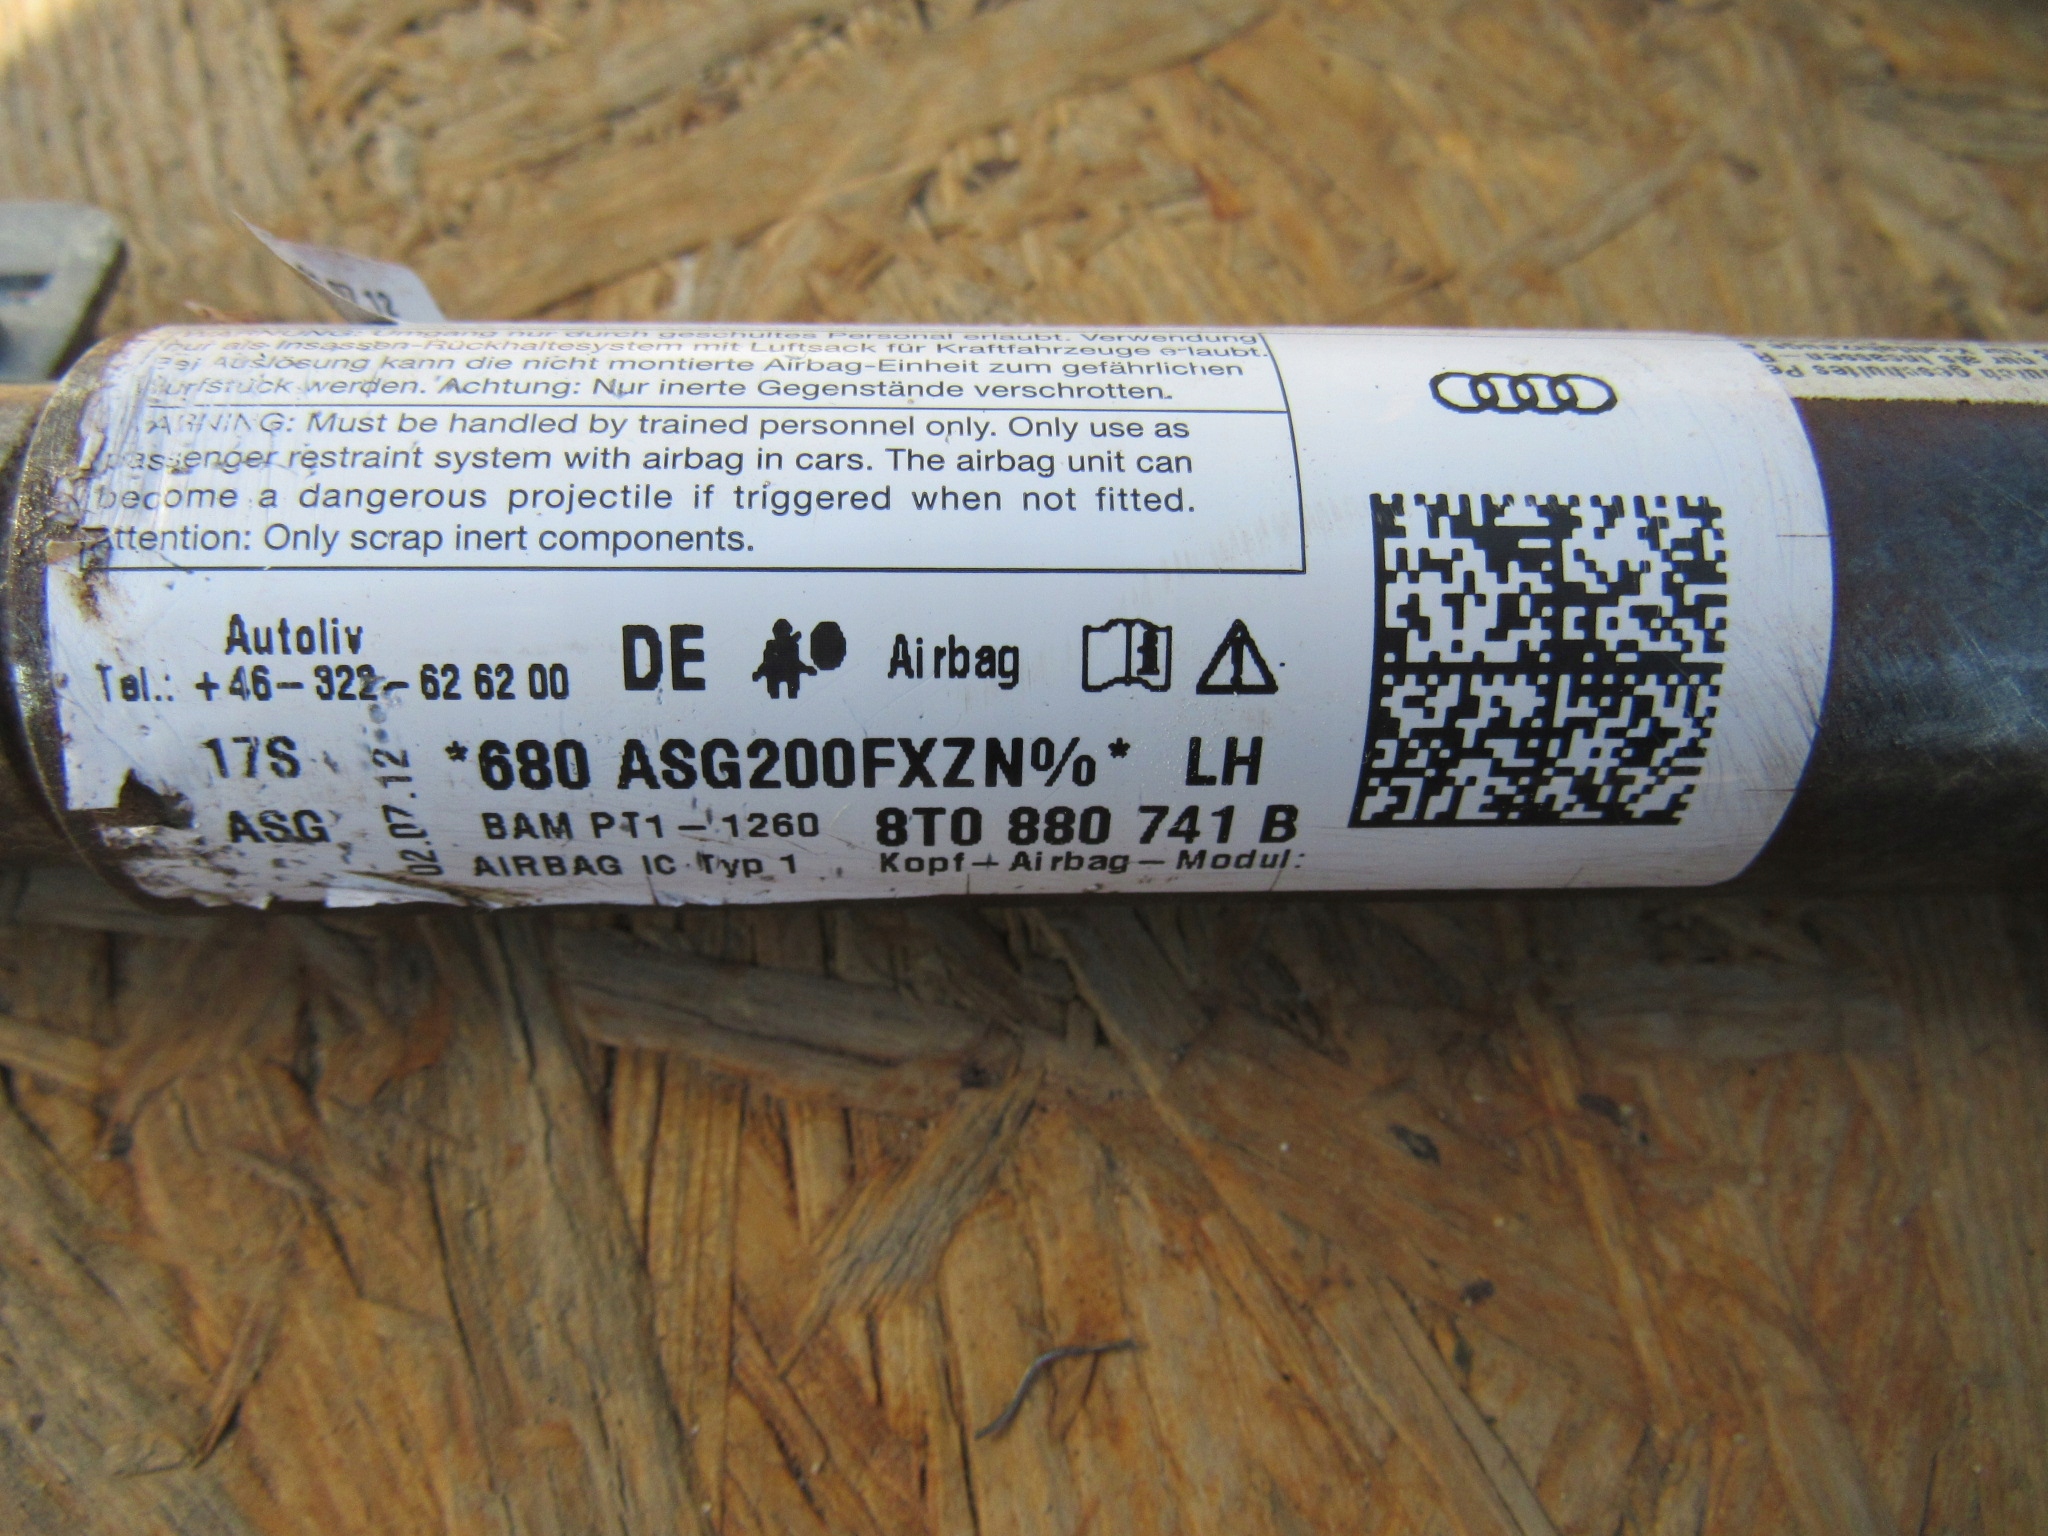 07.12
Umgang nur durch geschultes Personal erlaubt. Verwendung
nur als Insassen-Rückhaltesystem mit Luftsack für Kraftfahrzeuge e-laubt.
Bei Auslösung kann die nicht montierte Airbag-Einheit zum gefährlichen
Wurfstück werden. Achtung: Nur inerte Gegenstände verschrotten.
WARNING: Must be handled by trained personnel only. Only use as
passenger restraint system with airbag in cars. The airbag unit can
become a dangerous projectile if triggered when not fitted.
Attention: Only scrap inert components.
Autoliv
Tel.: +46-322-62 62 00
DE Airbag
17S
ASG
02.07.12
*680 ASG200FXZN%* LH
BAM PT1-1260 8T0 880 741 B
AIRBAG IC Typ 1 Kopf-Airbag-Modul: